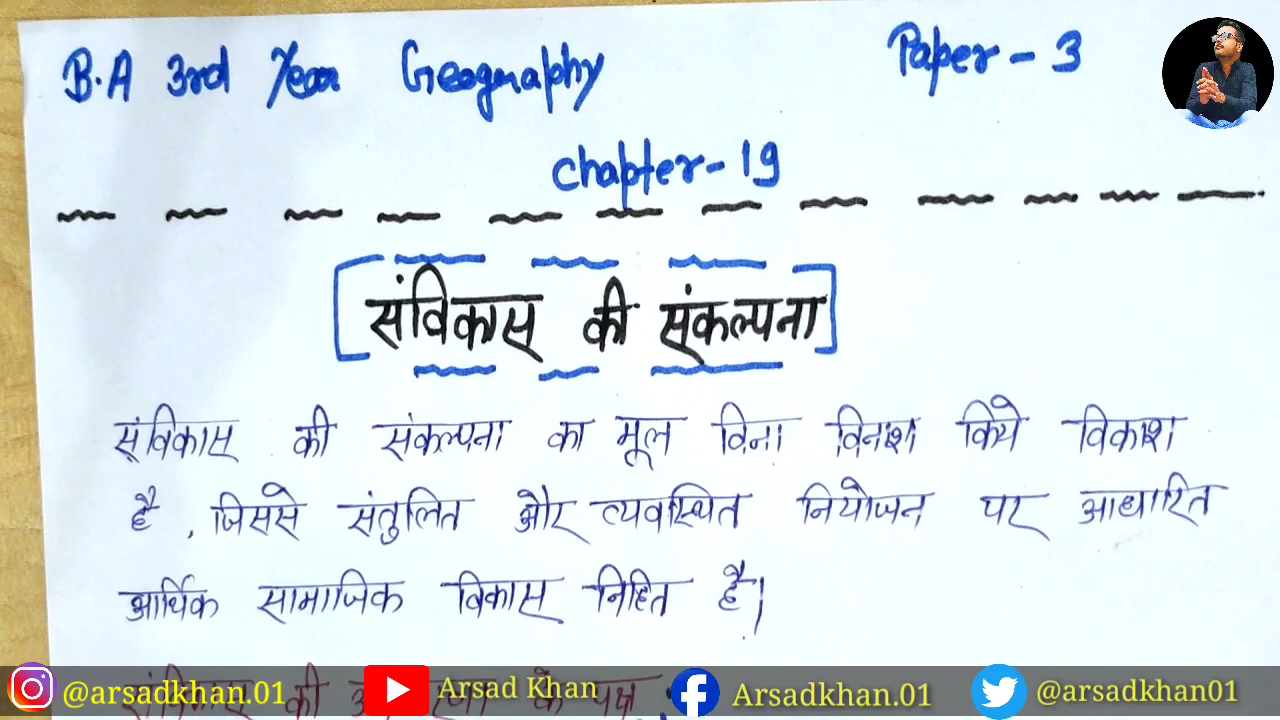 B.A 3rd Year Geography Paper - 3
chapter - 19
[संविकास की संकल्पना]
संविकास की संकल्पना का मूल विना विनाश किये विकाश
है , जिससे संतुलित और व्यवस्थित नियोजन पर आधारित
आर्थिक सामाजिक विकास निहित है।
संविकास की के पक्ष :
@arsadkhan.01 Arsad Khan Arsadkhan.01 @arsadkhan01